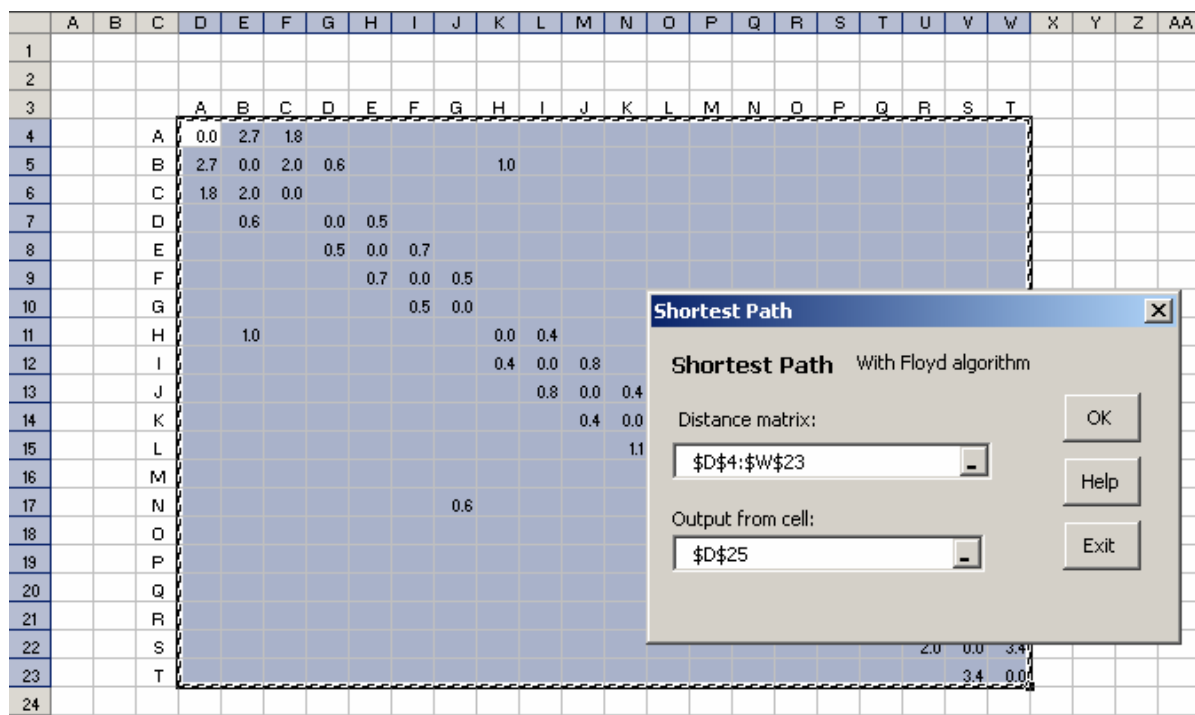 A B C D E F G H I J K L M N O P Q R S T U V W X Y Z AA
1
2
3 A B C D E F G H I J K L M N O P Q R S T
4 A 0.0 2.7 1.8
5 B 2.7 0.0 2.0 0.6 1.0
6 C 1.8 2.0 0.0
7 D 0.6 0.0 0.5
8 E 0.5 0.0 0.7
9 F 0.7 0.0 0.5
10 G 0.5 0.0
11 H 1.0 0.0 0.4
12 I 0.4 0.0 0.8
13 J 0.8 0.0 0.4
14 K 0.4 0.0
15 L 1.1
16 M
17 N 0.6
18 O
19 P
20 Q
21 R
22 S 2.0 0.0 3.4
23 T 3.4 0.0
24
Shortest Path
Shortest Path With Floyd algorithm
Distance matrix:
$D$4:$W$23
Output from cell:
$D$25
OK
Help
Exit